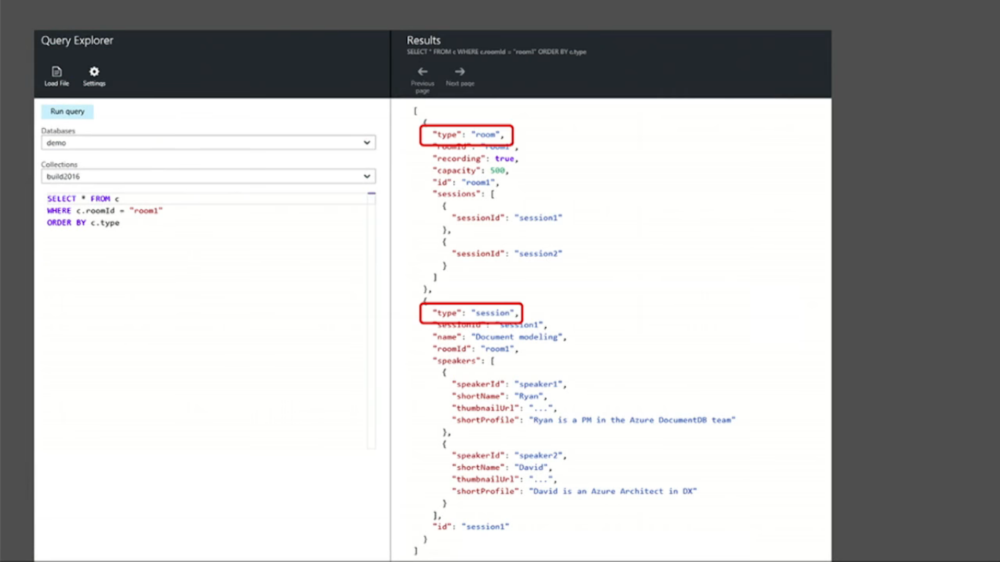 Query Explorer
Load File
Settings
Run query
Databases
demo
Collections
build2016
SELECT * FROM c
WHERE c.roomId = "room1"
ORDER BY c.type
Results
SELECT * FROM c WHERE c.roomId = "room1" ORDER BY c.type
Previous page
Next page
[
{
"type": "room",
"roomId": "room1",
"recording": true,
"capacity": 500,
"id": "room1",
"sessions": [
{
"sessionId": "session1"
},
{
"sessionId": "session2"
}
]
},
{
"type": "session",
"sessionId": "session1",
"name": "Document modeling",
"roomId": "room1",
"speakers": [
{
"speakerId": "speaker1",
"shortName": "Ryan",
"thumbnailUrl": "...",
"shortProfile": "Ryan is a PM in the Azure DocumentDB team"
},
{
"speakerId": "speaker2",
"shortName": "David",
"thumbnailUrl": "...",
"shortProfile": "David is an Azure Architect in DX"
}
],
"id": "session1"
}
]